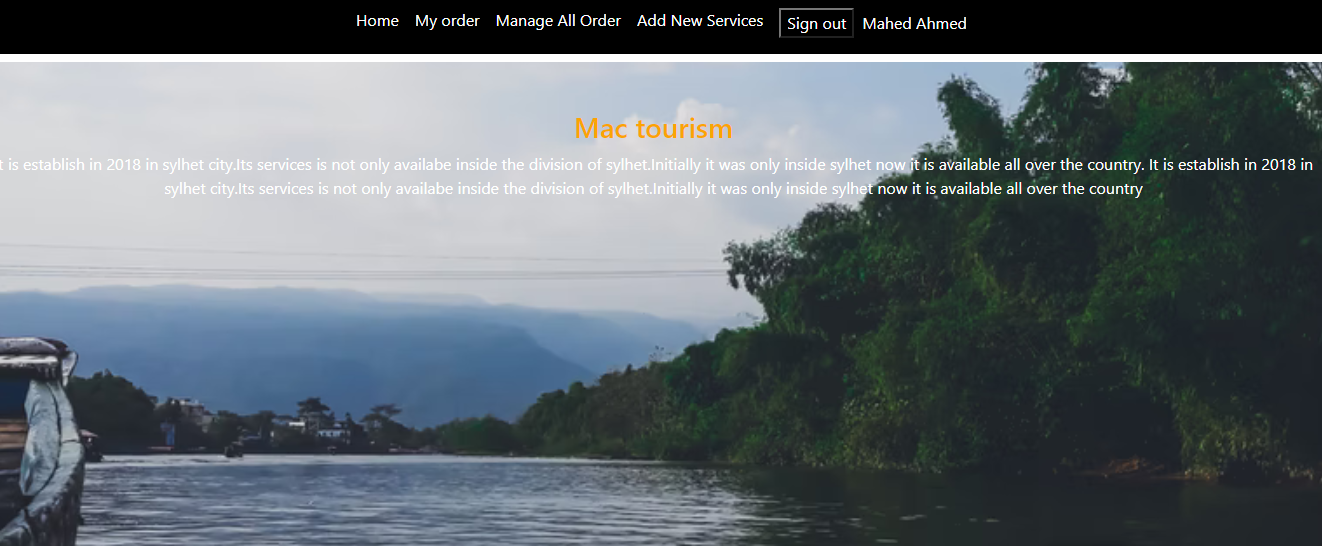 Home My order Manage All Order Add New Services Sign out Mahed Ahmed
Mac tourism
t is establish in 2018 in sylhet city.Its services is not only availabe inside the division of sylhet.Initially it was only inside sylhet now it is available all over the country. It is establish in 2018 in
sylhet city.Its services is not only availabe inside the division of sylhet.Initially it was only inside sylhet now it is available all over the country